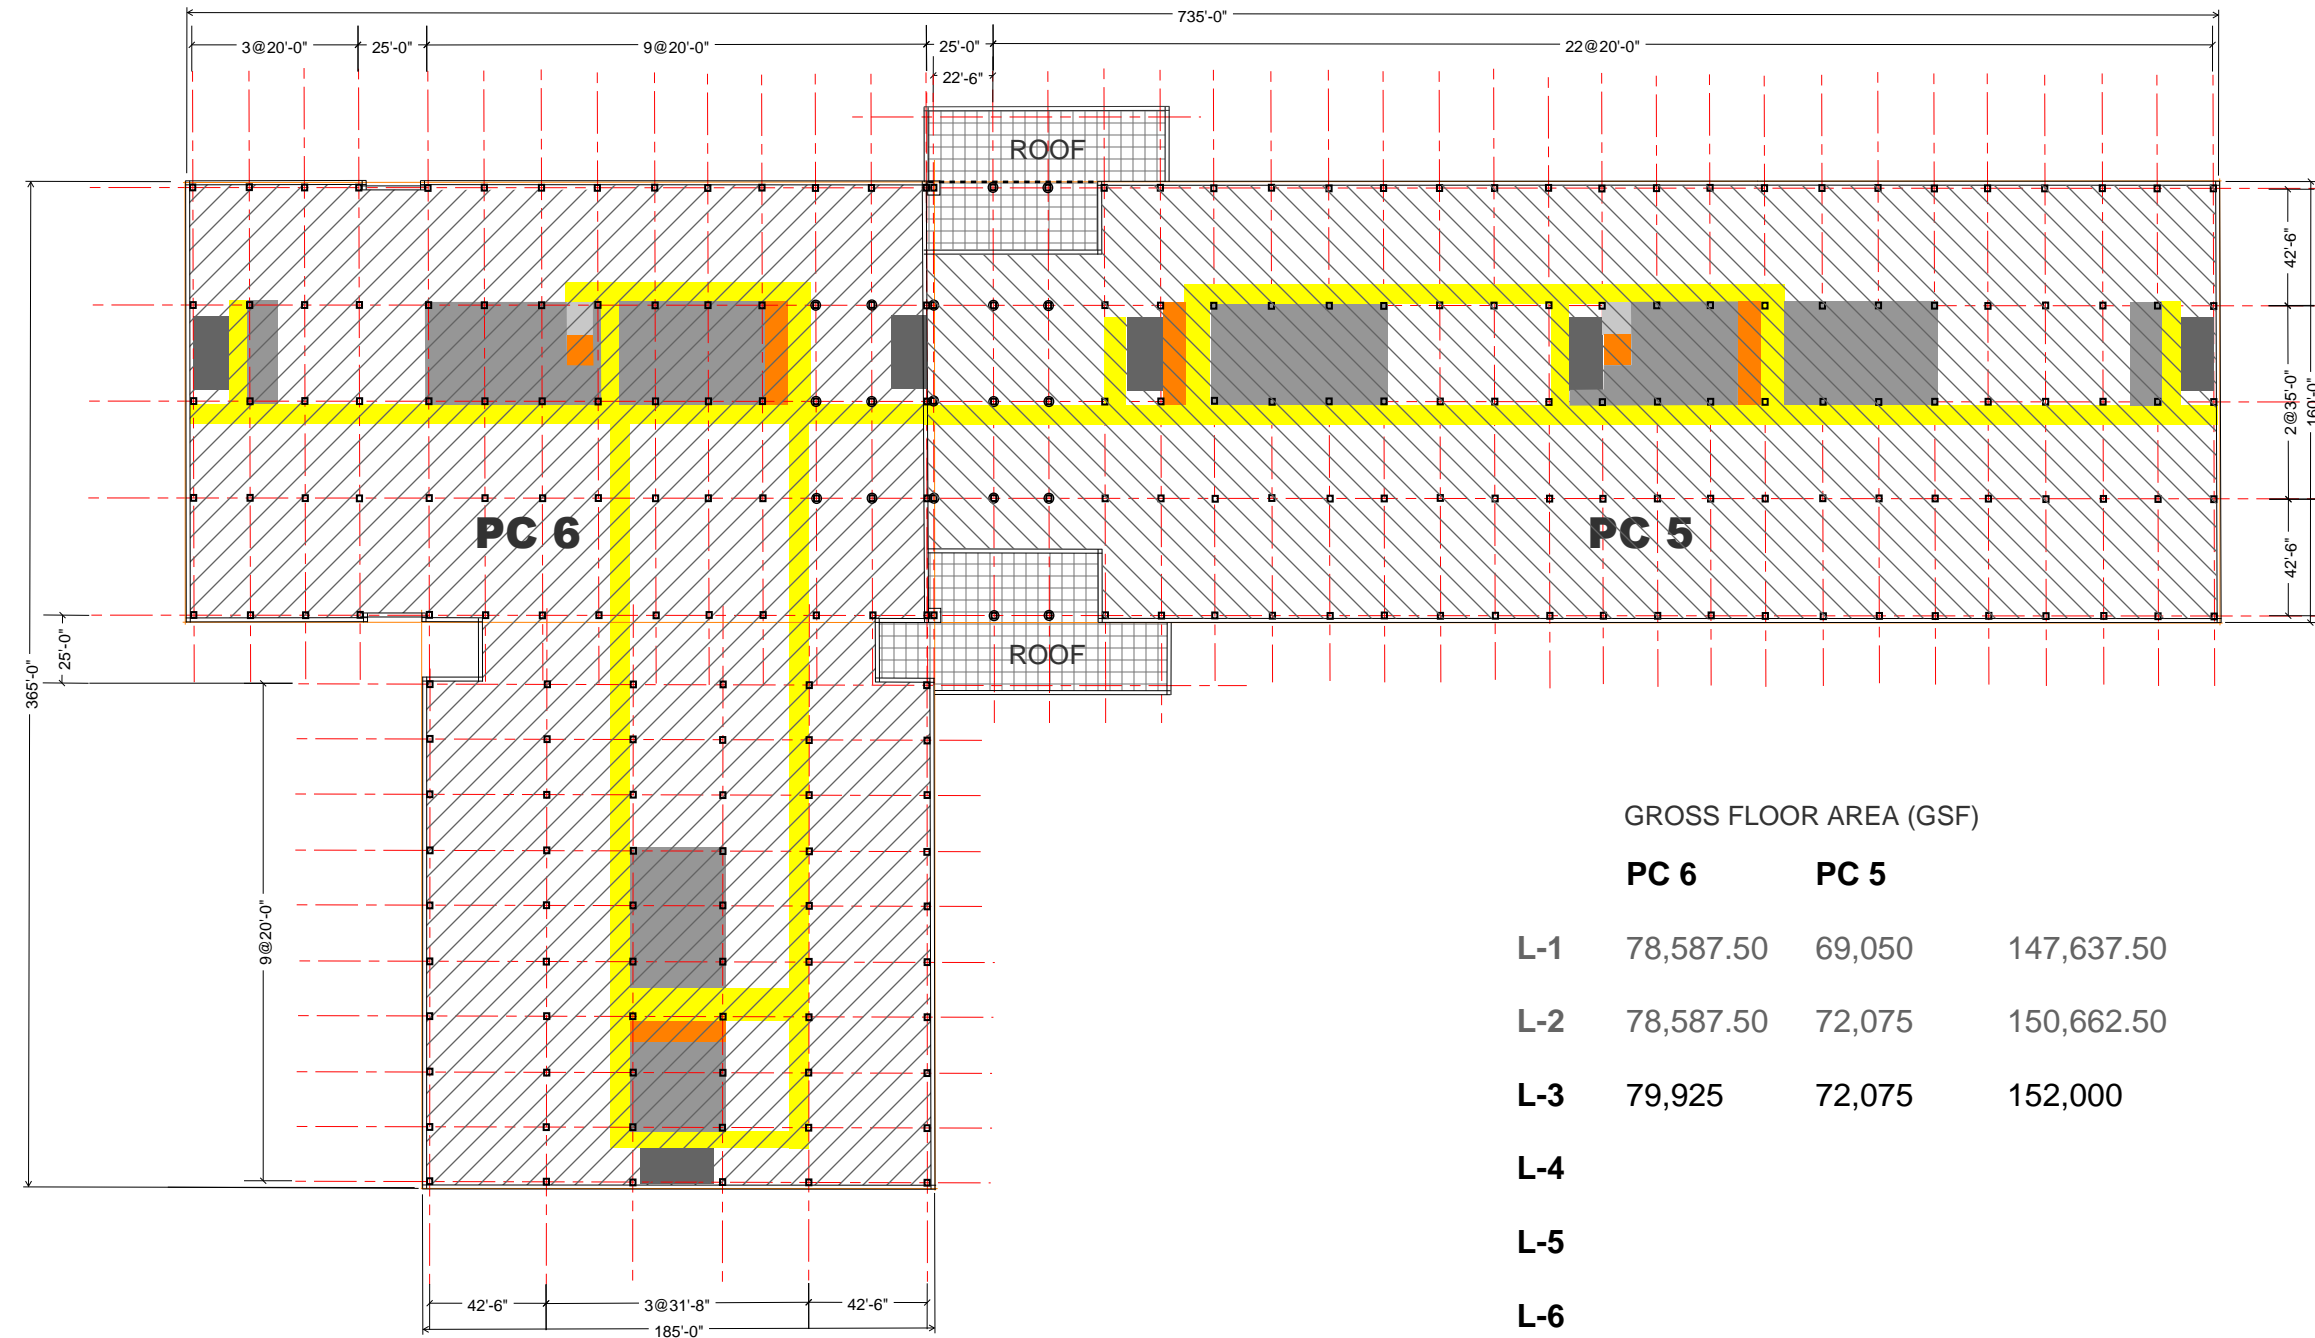 735'-0"
3@20'-0" 25'-0" 9@20'-0" 25'-0" 22@20'-0"
22'-6"
ROOF
42'-6"
2@35'-0"
160'-0"
42'-6"
PC 6 PC 5
25'-0"
365'-0"
ROOF
9@20'-0"
42'-6" 3@31'-8" 42'-6"
185'-0"
GROSS FLOOR AREA (GSF)
PC 6 PC 5
L-1 78,587.50 69,050 147,637.50
L-2 78,587.50 72,075 150,662.50
L-3 79,925 72,075 152,000
L-4
L-5
L-6